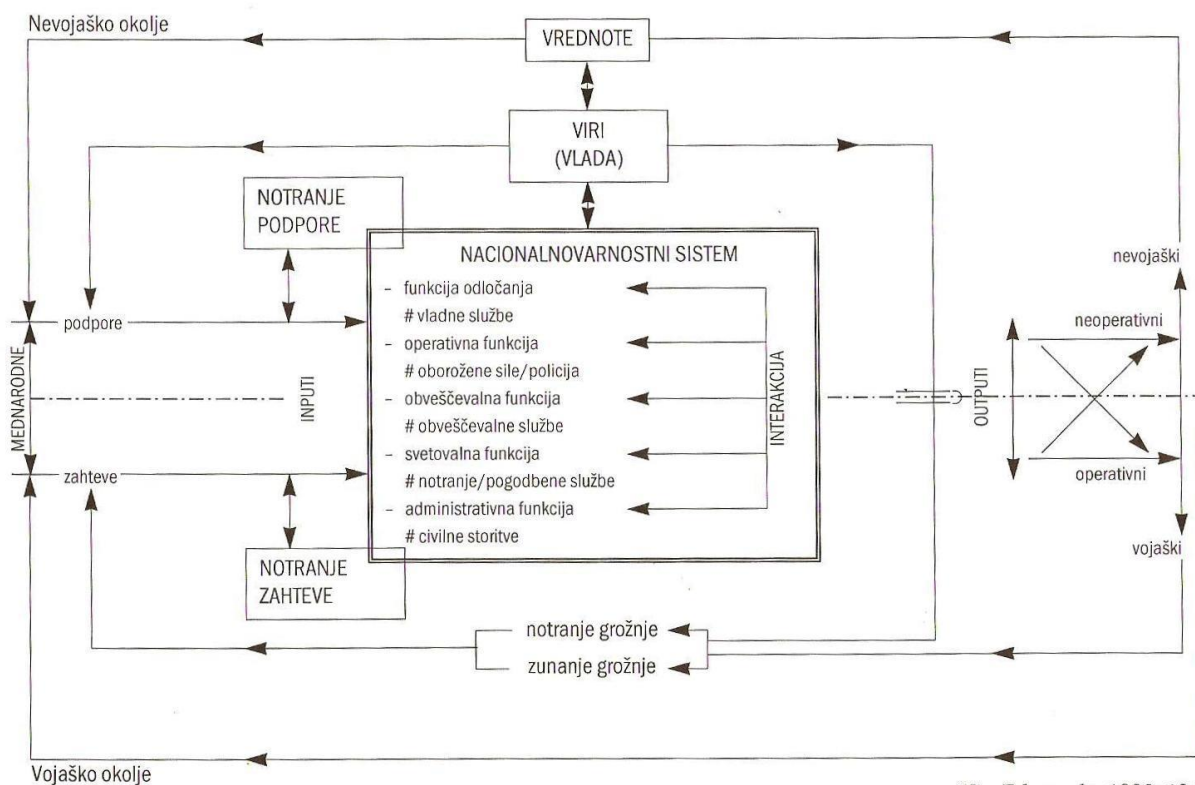 Nevojaško okolje
VREDNOTE
VIRI
(VLADA)
NOTRANJE
PODPORE
NACIONALNOVARNOSTNI SISTEM
– funkcija odločanja
# vladne službe
– operativna funkcija
# oborožene sile/policija
– obveščevalna funkcija
# obveščevalne službe
– svetovalna funkcija
# notranje/pogodbene službe
– administrativna funkcija
# civilne storitve
INTERAKCIJA
podpore
MEDNARODNE
INPUTI
zahteve
NOTRANJE
ZAHTEVE
OUTPUTI
nevojaški
neoperativni
operativni
vojaški
notranje grožnje
zunanje grožnje
Vojaško okolje